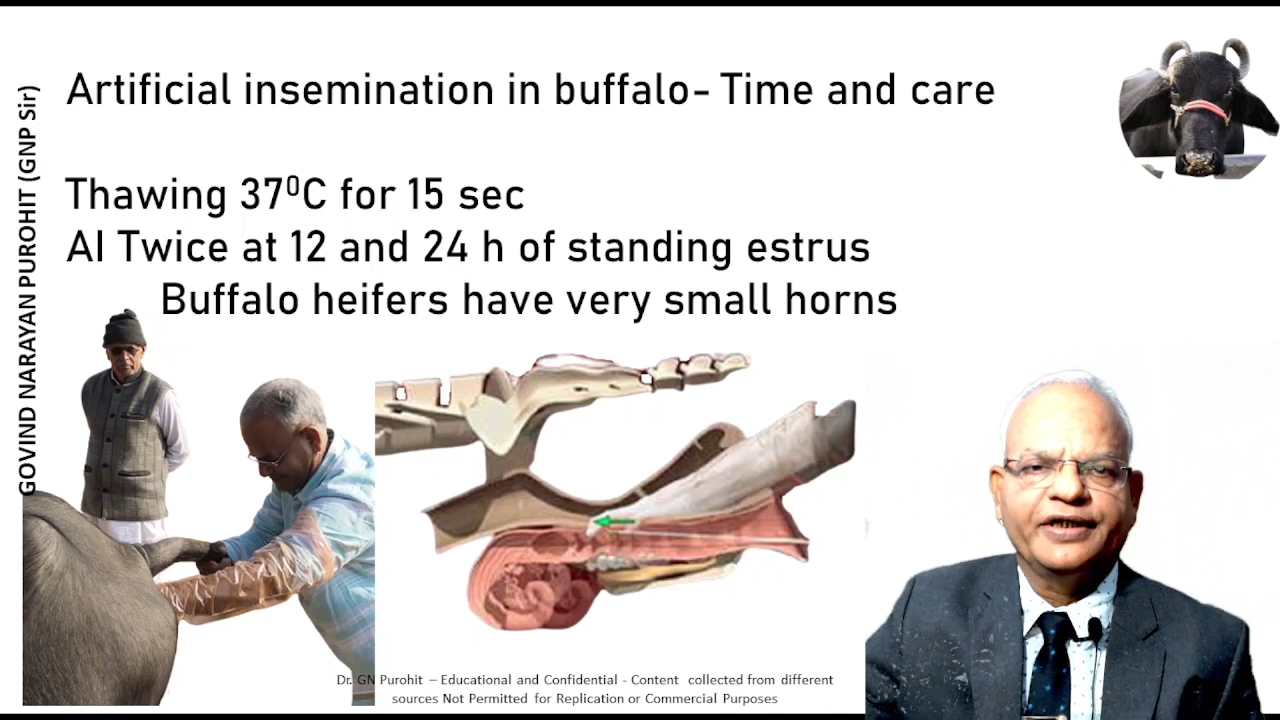 Artificial insemination in buffalo- Time and care
Thawing 37⁰C for 15 sec
AI Twice at 12 and 24 h of standing estrus
Buffalo heifers have very small horns
GOVIND NARAYAN PUROHIT (GNP Sir)
Dr. GN Purohit – Educational and Confidential - Content collected from different
sources Not Permitted for Replication or Commercial Purposes